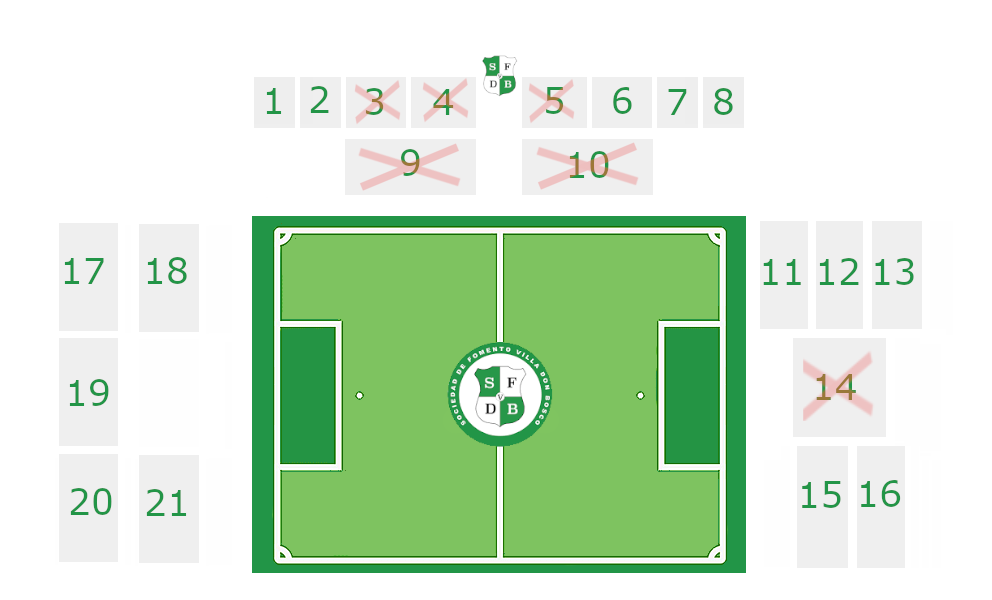 S F
V
D B
1 2 3 4 5 6 7 8
9 10
17 18 11 12 13
SOCIEDAD DE FOMENTO VILLA DON BOSCO
S F
V
D B
19 14
20 21 15 16